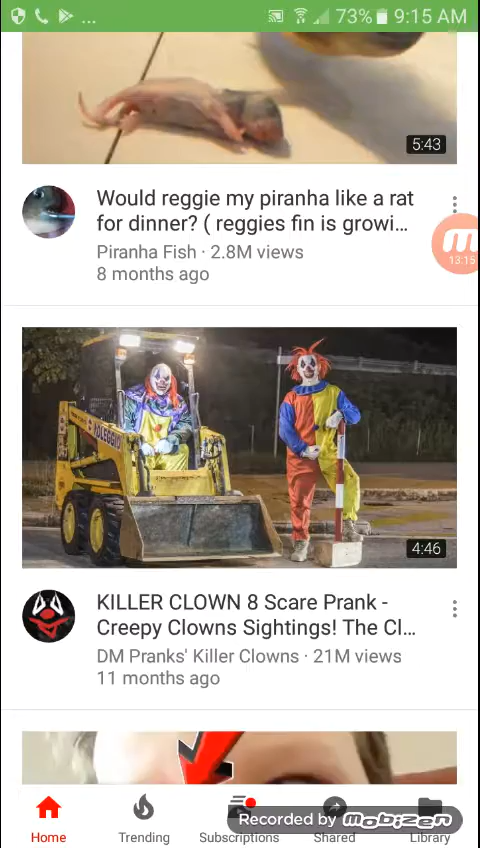 ... 73% 9:15 AM
5:43
Would reggie my piranha like a rat
for dinner? ( reggies fin is growi...
Piranha Fish · 2.8M views
8 months ago
13:15
4:46
KILLER CLOWN 8 Scare Prank -
Creepy Clowns Sightings! The Cl...
DM Pranks' Killer Clowns · 21M views
11 months ago
Recorded by mobizen
Home Trending Subscriptions Shared Library